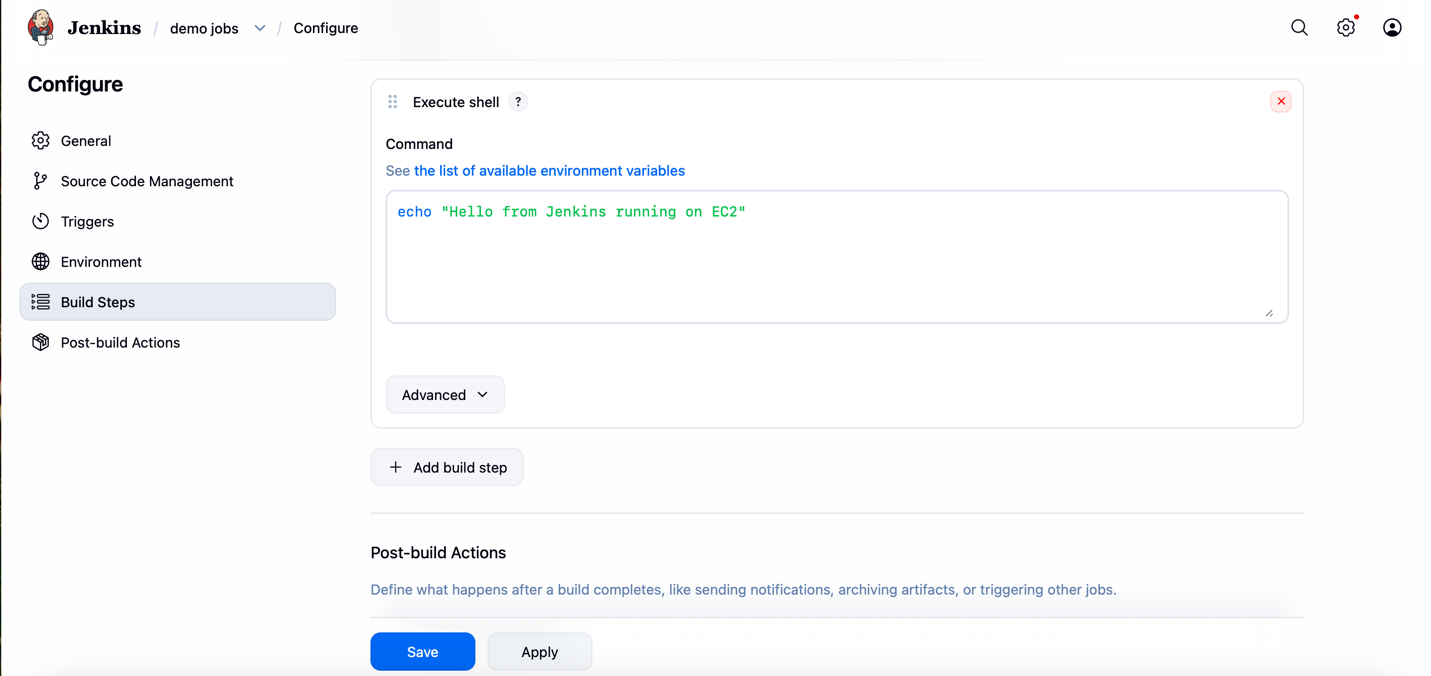 Jenkins / demo jobs / Configure
Configure
General
Source Code Management
Triggers
Environment
Build Steps
Post-build Actions
Execute shell ?
Command
See the list of available environment variables
echo "Hello from Jenkins running on EC2"
Advanced
Add build step
Post-build Actions
Define what happens after a build completes, like sending notifications, archiving artifacts, or triggering other jobs.
Save Apply